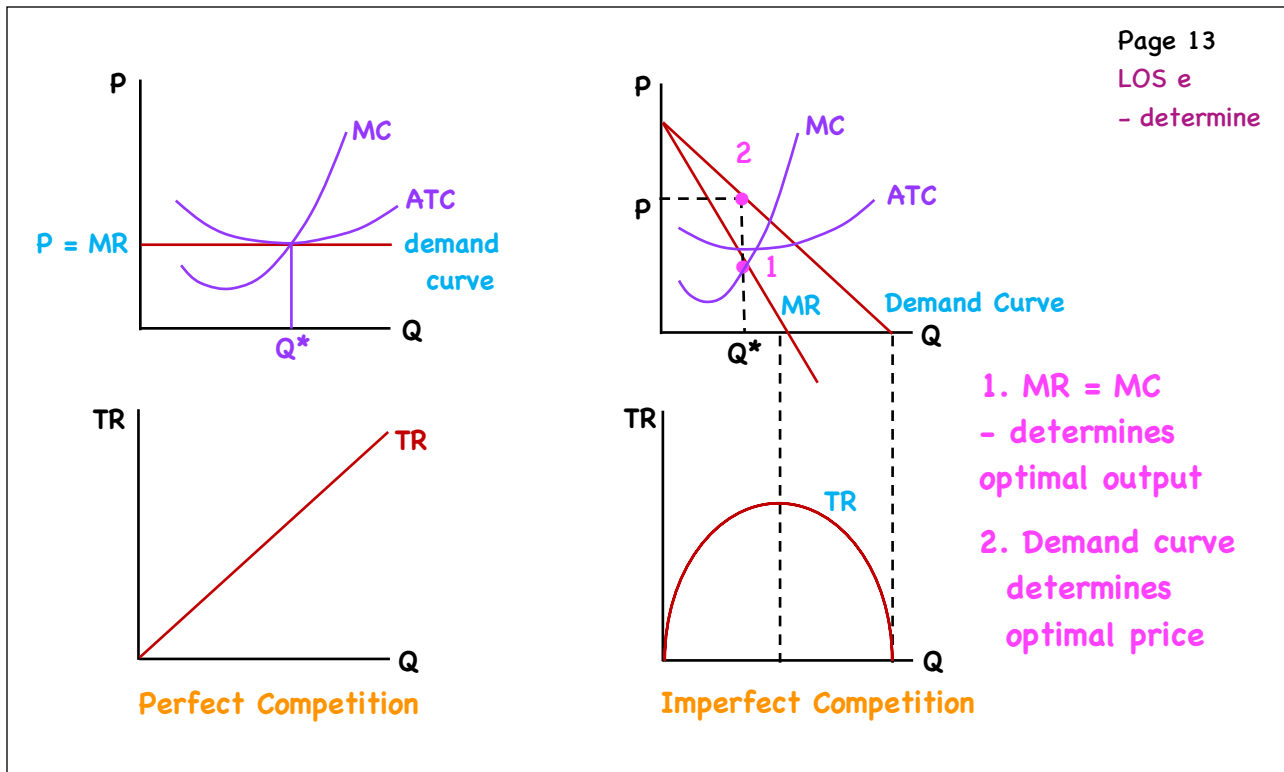 Page 13
LOS e
- determine
P
MC
ATC
P = MR
demand
curve
Q
Q*
P
MC
2
ATC
P
1
MR
Demand Curve
Q
Q*
TR
TR
Q
Perfect Competition
TR
TR
Q
Imperfect Competition
1. MR = MC
- determines
optimal output
2. Demand curve
determines
optimal price